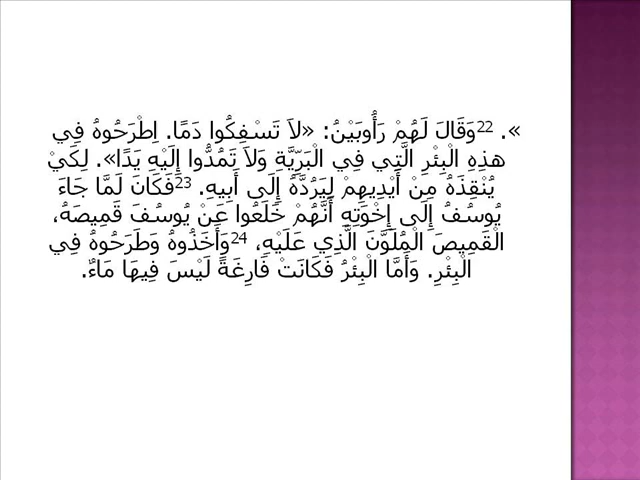 ». 22وَقَالَ لَهُمْ رَأُوبَيْنُ: «لاَ تَسْفِكُوا دَمًا. اِطْرَحُوهُ فِي
هذِهِ الْبِئْرِ الَّتِي فِي الْبَرِّيَّةِ وَلاَ تَمُدُّوا إِلَيْهِ يَدًا». لِكَيْ
يُنْقِذَهُ مِنْ أَيْدِيهِمْ لِيَرُدَّهُ إِلَى أَبِيهِ. 23فَكَانَ لَمَّا جَاءَ
يُوسُفُ إِلَى إِخْوَتِهِ أَنَّهُمْ خَلَعُوا عَنْ يُوسُفَ قَمِيصَهُ،
الْقَمِيصَ الْمُلَوَّنَ الَّذِي عَلَيْهِ، 24وَأَخَذُوهُ وَطَرَحُوهُ فِي
الْبِئْرِ. وَأَمَّا الْبِئْرُ فَكَانَتْ فَارِغَةً لَيْسَ فِيهَا مَاءٌ.